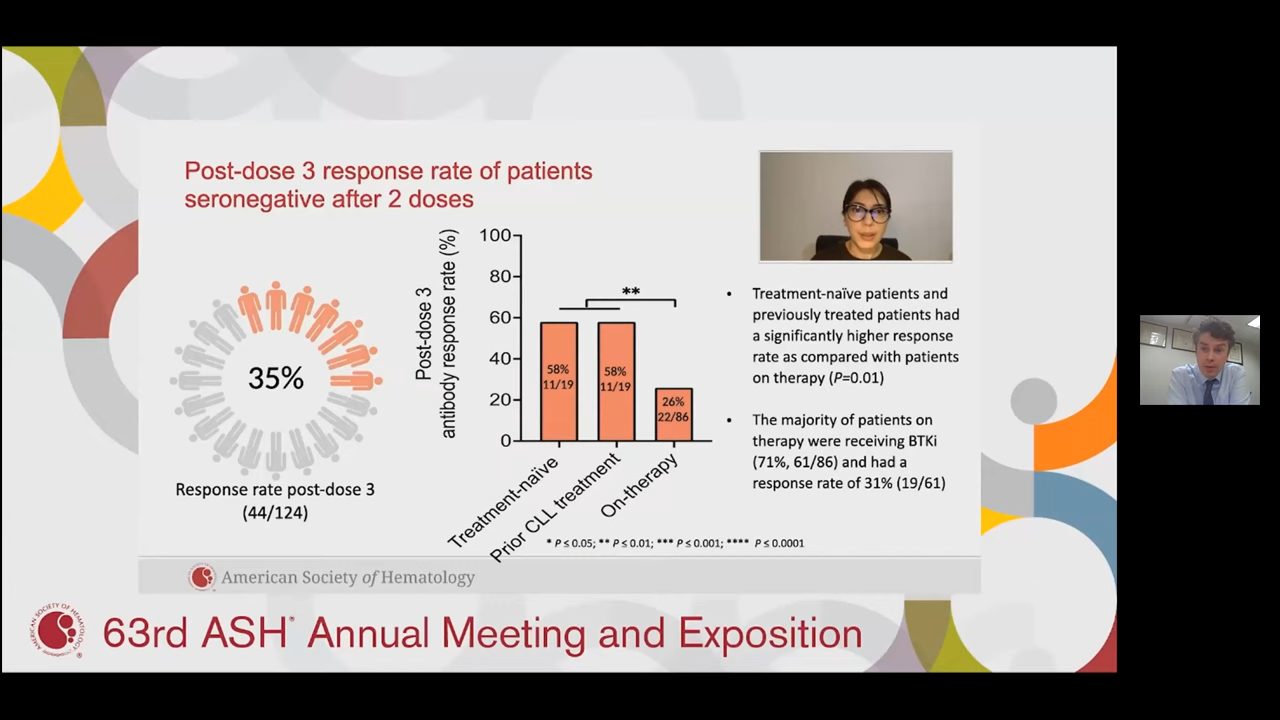 Post-dose 3 response rate of patients
seronegative after 2 doses
35%
Response rate post-dose 3
(44/124)
Post-dose 3
antibody response rate (%)
100
80
60
40
20
0
**
58%
11/19
58%
11/19
26%
22/86
Treatment-naïve
Prior CLL treatment
On-therapy
* P ≤ 0.05; ** P ≤ 0.01; *** P ≤ 0.001; **** P ≤ 0.0001
• Treatment-naïve patients and
previously treated patients had
a significantly higher response
rate as compared with patients
on therapy (P=0.01)
• The majority of patients on
therapy were receiving BTKi
(71%, 61/86) and had a
response rate of 31% (19/61)
American Society of Hematology
63rd ASH® Annual Meeting and Exposition